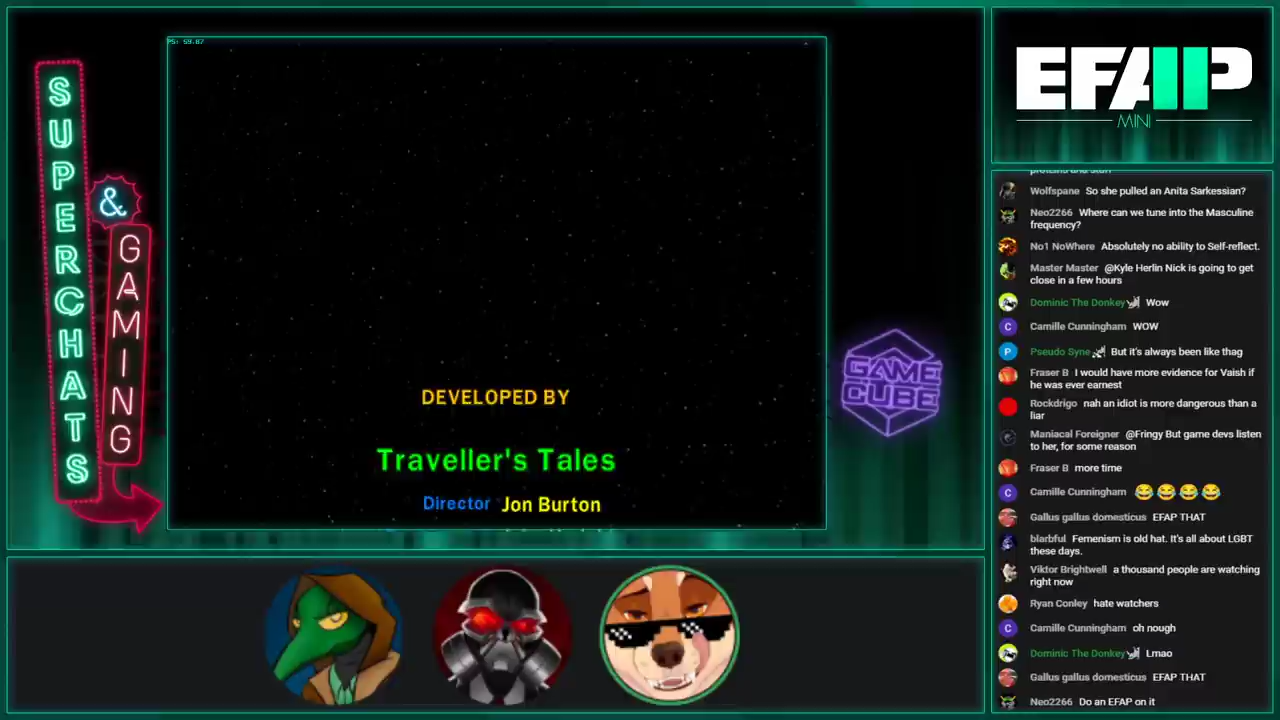 PS: 59.87
SUPERCHATS
&
GAMING
DEVELOPED BY
Traveller's Tales
Director Jon Burton
GAME
CUBE
EFAP
MINI
Wolfspane So she pulled an Anita Sarkessian?
Neo2266 Where can we tune into the Masculine
frequency?
No1 NoWhere Absolutely no ability to Self-reflect.
Master Master @Kyle Herlin Nick is going to get
close in a few hours
Dominic The Donkey Wow
C Camille Cunningham WOW
P Pseudo Syne But it's always been like thag
Fraser B I would have more evidence for Vaish if
he was ever earnest
Rockdrigo nah an idiot is more dangerous than a
liar
Maniacal Foreigner @Fringy But game devs listen
to her, for some reason
Fraser B more time
C Camille Cunningham 😂😂😂😂
Gallus gallus domesticus EFAP THAT
blarbful Femenism is old hat. It's all about LGBT
these days.
Viktor Brightwell a thousand people are watching
right now
Ryan Conley hate watchers
C Camille Cunningham oh nough
Dominic The Donkey Lmao
Gallus gallus domesticus EFAP THAT
Neo2266 Do an EFAP on it